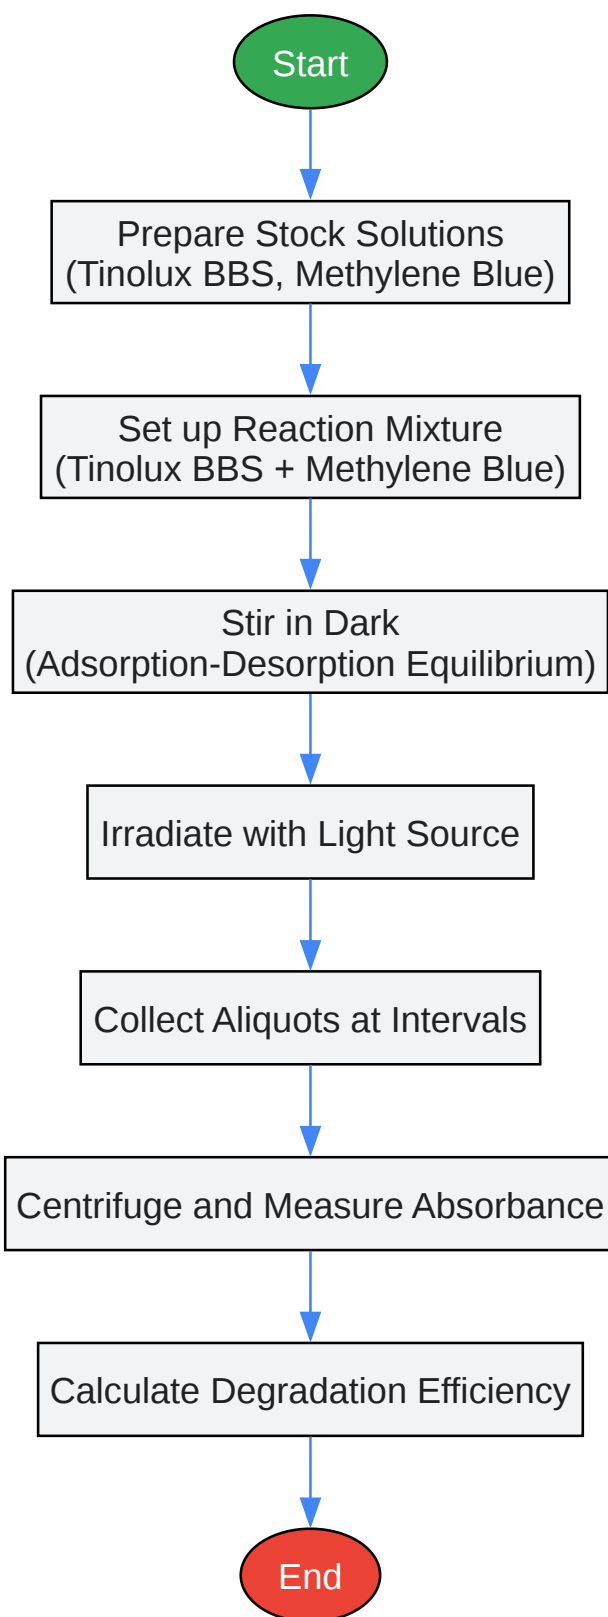 Start
Prepare Stock Solutions
(Tinolux BBS, Methylene Blue)
Set up Reaction Mixture
(Tinolux BBS + Methylene Blue)
Stir in Dark
(Adsorption-Desorption Equilibrium)
Irradiate with Light Source
Collect Aliquots at Intervals
Centrifuge and Measure Absorbance
Calculate Degradation Efficiency
End